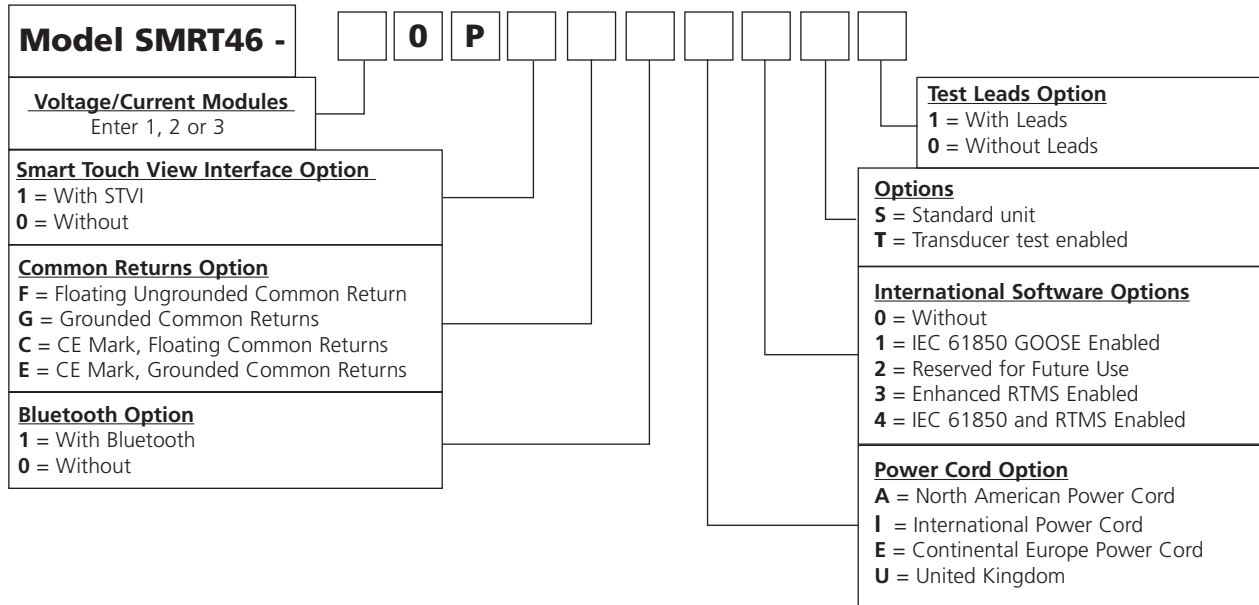 Model SMRT46 -
0 P
Voltage/Current Modules
Enter 1, 2 or 3
Smart Touch View Interface Option
1 = With STVI
0 = Without
Common Returns Option
F = Floating Ungrounded Common Return
G = Grounded Common Returns
C = CE Mark, Floating Common Returns
E = CE Mark, Grounded Common Returns
Bluetooth Option
1 = With Bluetooth
0 = Without
Test Leads Option
1 = With Leads
0 = Without Leads
Options
S = Standard unit
T = Transducer test enabled
International Software Options
0 = Without
1 = IEC 61850 GOOSE Enabled
2 = Reserved for Future Use
3 = Enhanced RTMS Enabled
4 = IEC 61850 and RTMS Enabled
Power Cord Option
A = North American Power Cord
I = International Power Cord
E = Continental Europe Power Cord
U = United Kingdom